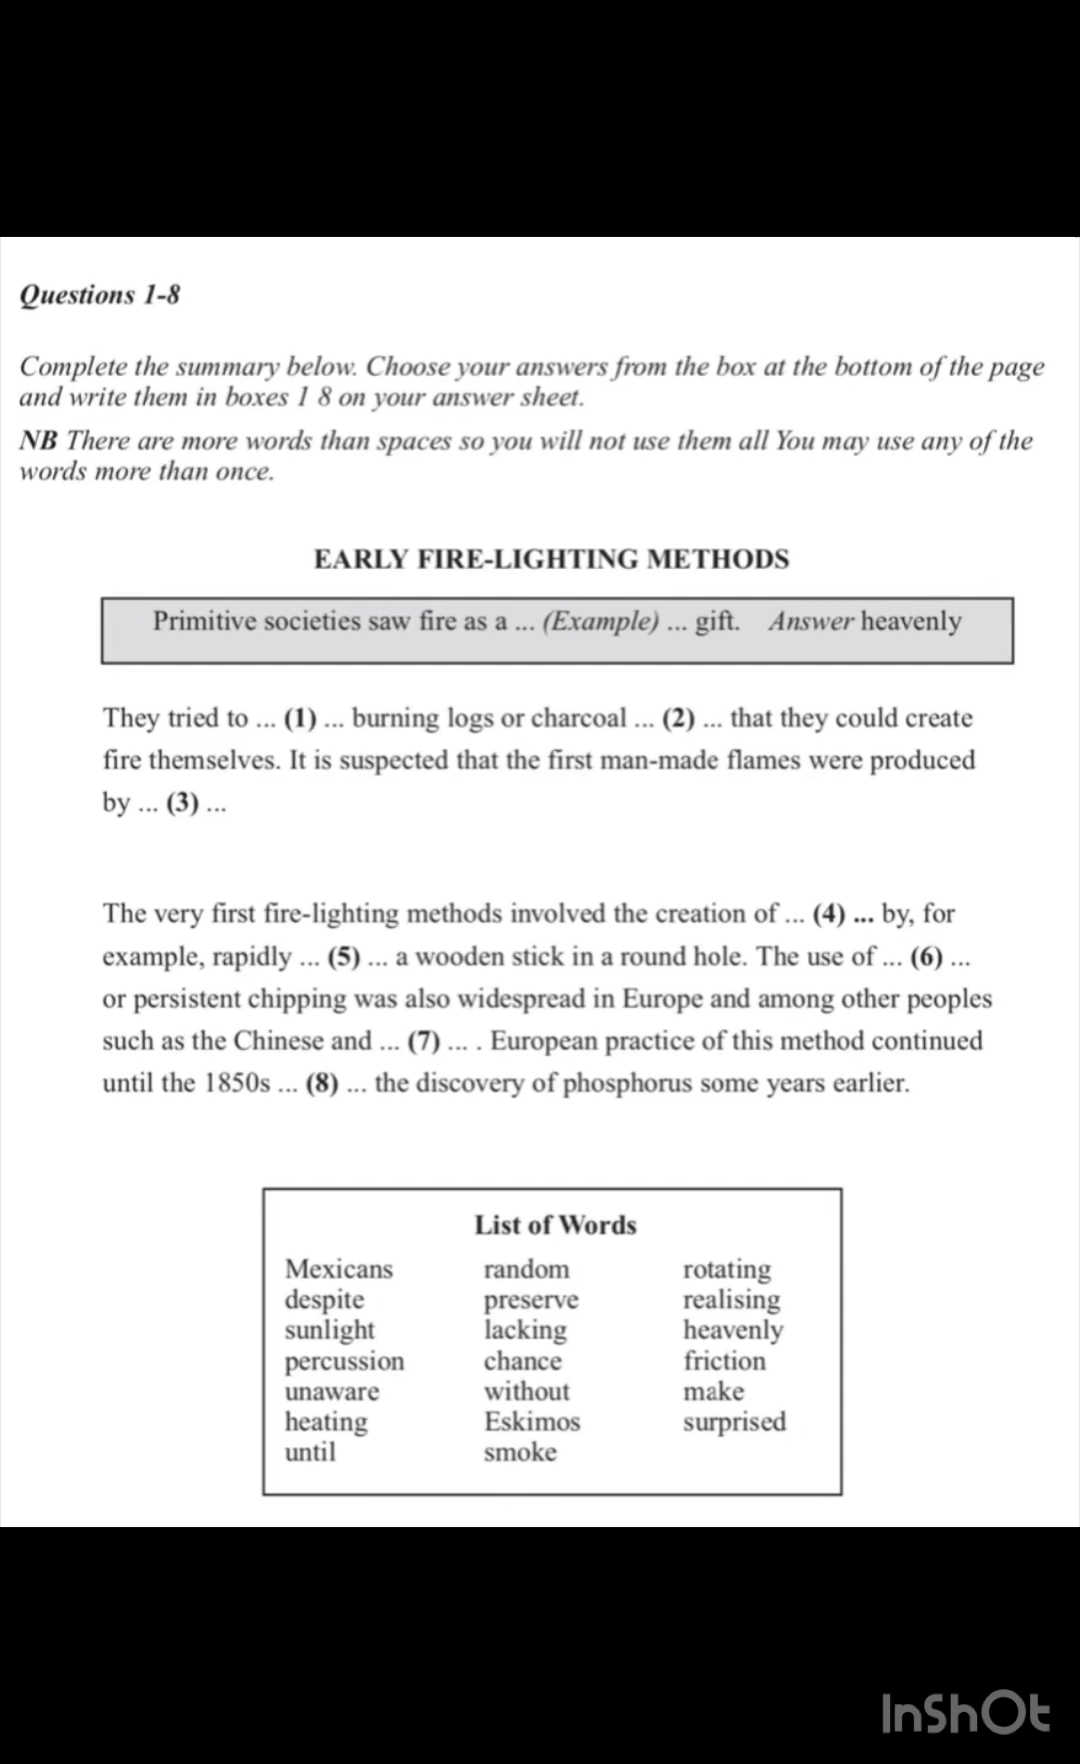 Questions 1-8
Complete the summary below. Choose your answers from the box at the bottom of the page
and write them in boxes 1 8 on your answer sheet.
NB There are more words than spaces so you will not use them all You may use any of the
words more than once.
EARLY FIRE-LIGHTING METHODS
Primitive societies saw fire as a ... (Example) ... gift. Answer heavenly
They tried to ... (1) ... burning logs or charcoal ... (2) ... that they could create
fire themselves. It is suspected that the first man-made flames were produced
by ... (3) ...
The very first fire-lighting methods involved the creation of ... (4) ... by, for
example, rapidly ... (5) ... a wooden stick in a round hole. The use of ... (6) ...
or persistent chipping was also widespread in Europe and among other peoples
such as the Chinese and ... (7) ... . European practice of this method continued
until the 1850s ... (8) ... the discovery of phosphorus some years earlier.
List of Words
Mexicans random rotating
despite preserve realising
sunlight lacking heavenly
percussion chance friction
unaware without make
heating Eskimos surprised
until smoke
InShOt